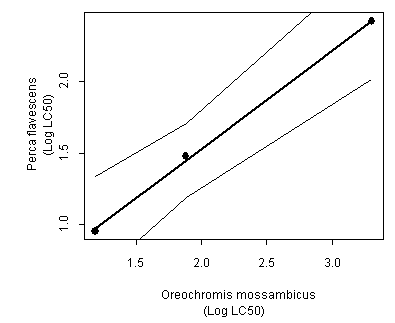 Perca flavescens
(Log LC50)
2.0
1.5
1.0
1.5 2.0 2.5 3.0
Oreochromis mossambicus
(Log LC50)